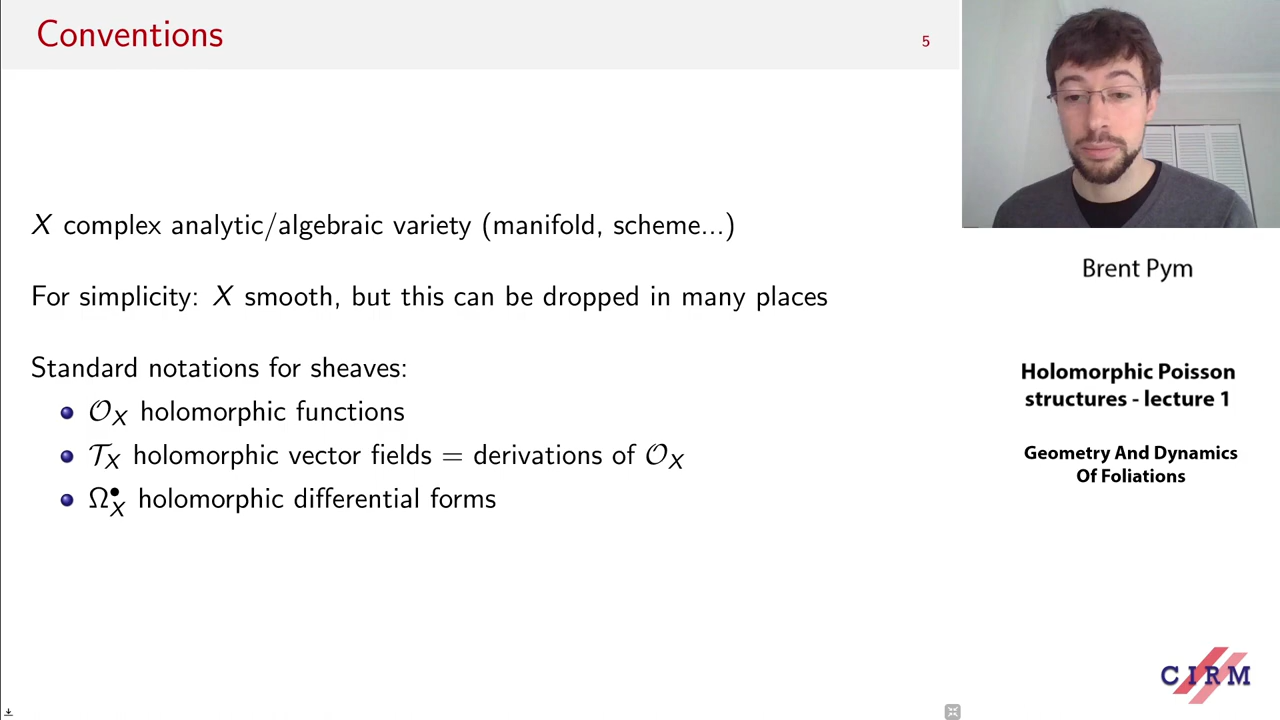 Conventions
5
X complex analytic/algebraic variety (manifold, scheme...)
For simplicity: X smooth, but this can be dropped in many places
Standard notations for sheaves:
• 𝒪_X holomorphic functions
• 𝒯_X holomorphic vector fields = derivations of 𝒪_X
• Ω^•_X holomorphic differential forms
Brent Pym
Holomorphic Poisson
structures - lecture 1
Geometry And Dynamics
Of Foliations
CIRM